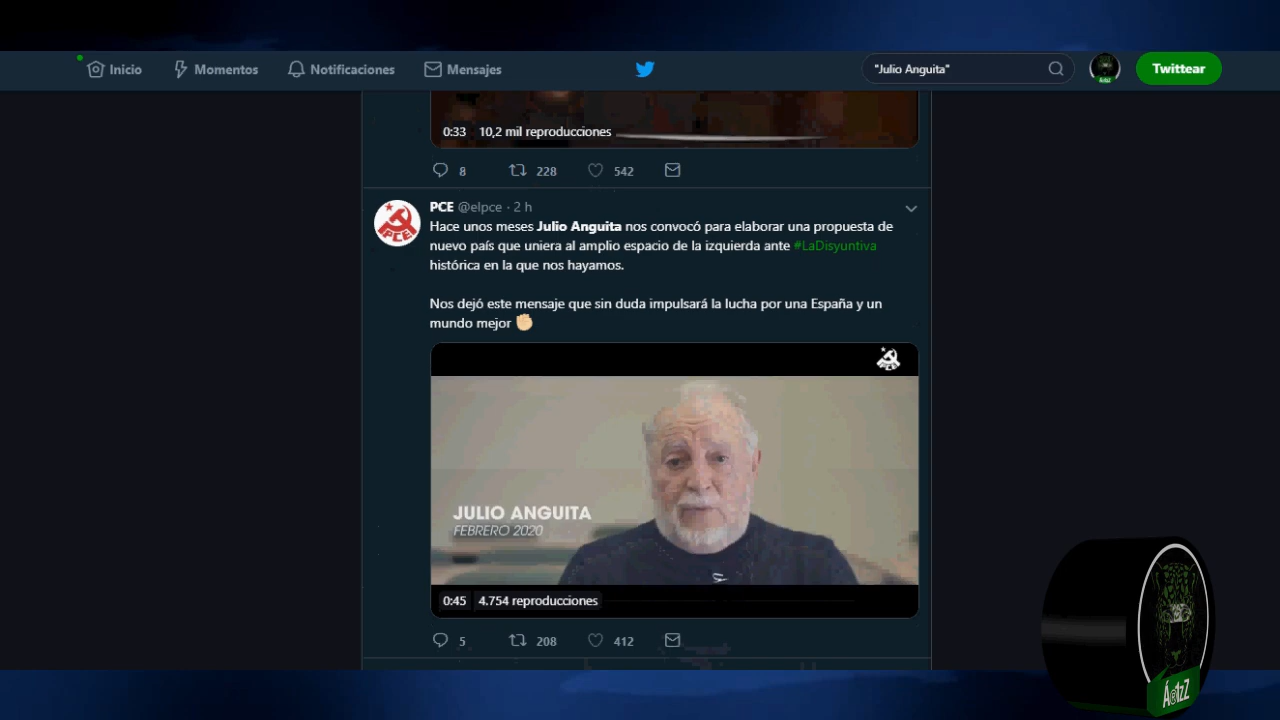 Inicio
Momentos
Notificaciones
Mensajes
"Julio Anguita"
Twittear
0:33 10,2 mil reproducciones
8 228 542
PCE @elpce · 2 h
Hace unos meses Julio Anguita nos convocó para elaborar una propuesta de
nuevo país que uniera al amplio espacio de la izquierda ante #LaDisyuntiva
histórica en la que nos hayamos.
Nos dejó este mensaje que sin duda impulsará la lucha por una España y un
mundo mejor ✊🏼
PCE
PCE
JULIO ANGUITA
FEBRERO 2020
0:45 4.754 reproducciones
5 208 412